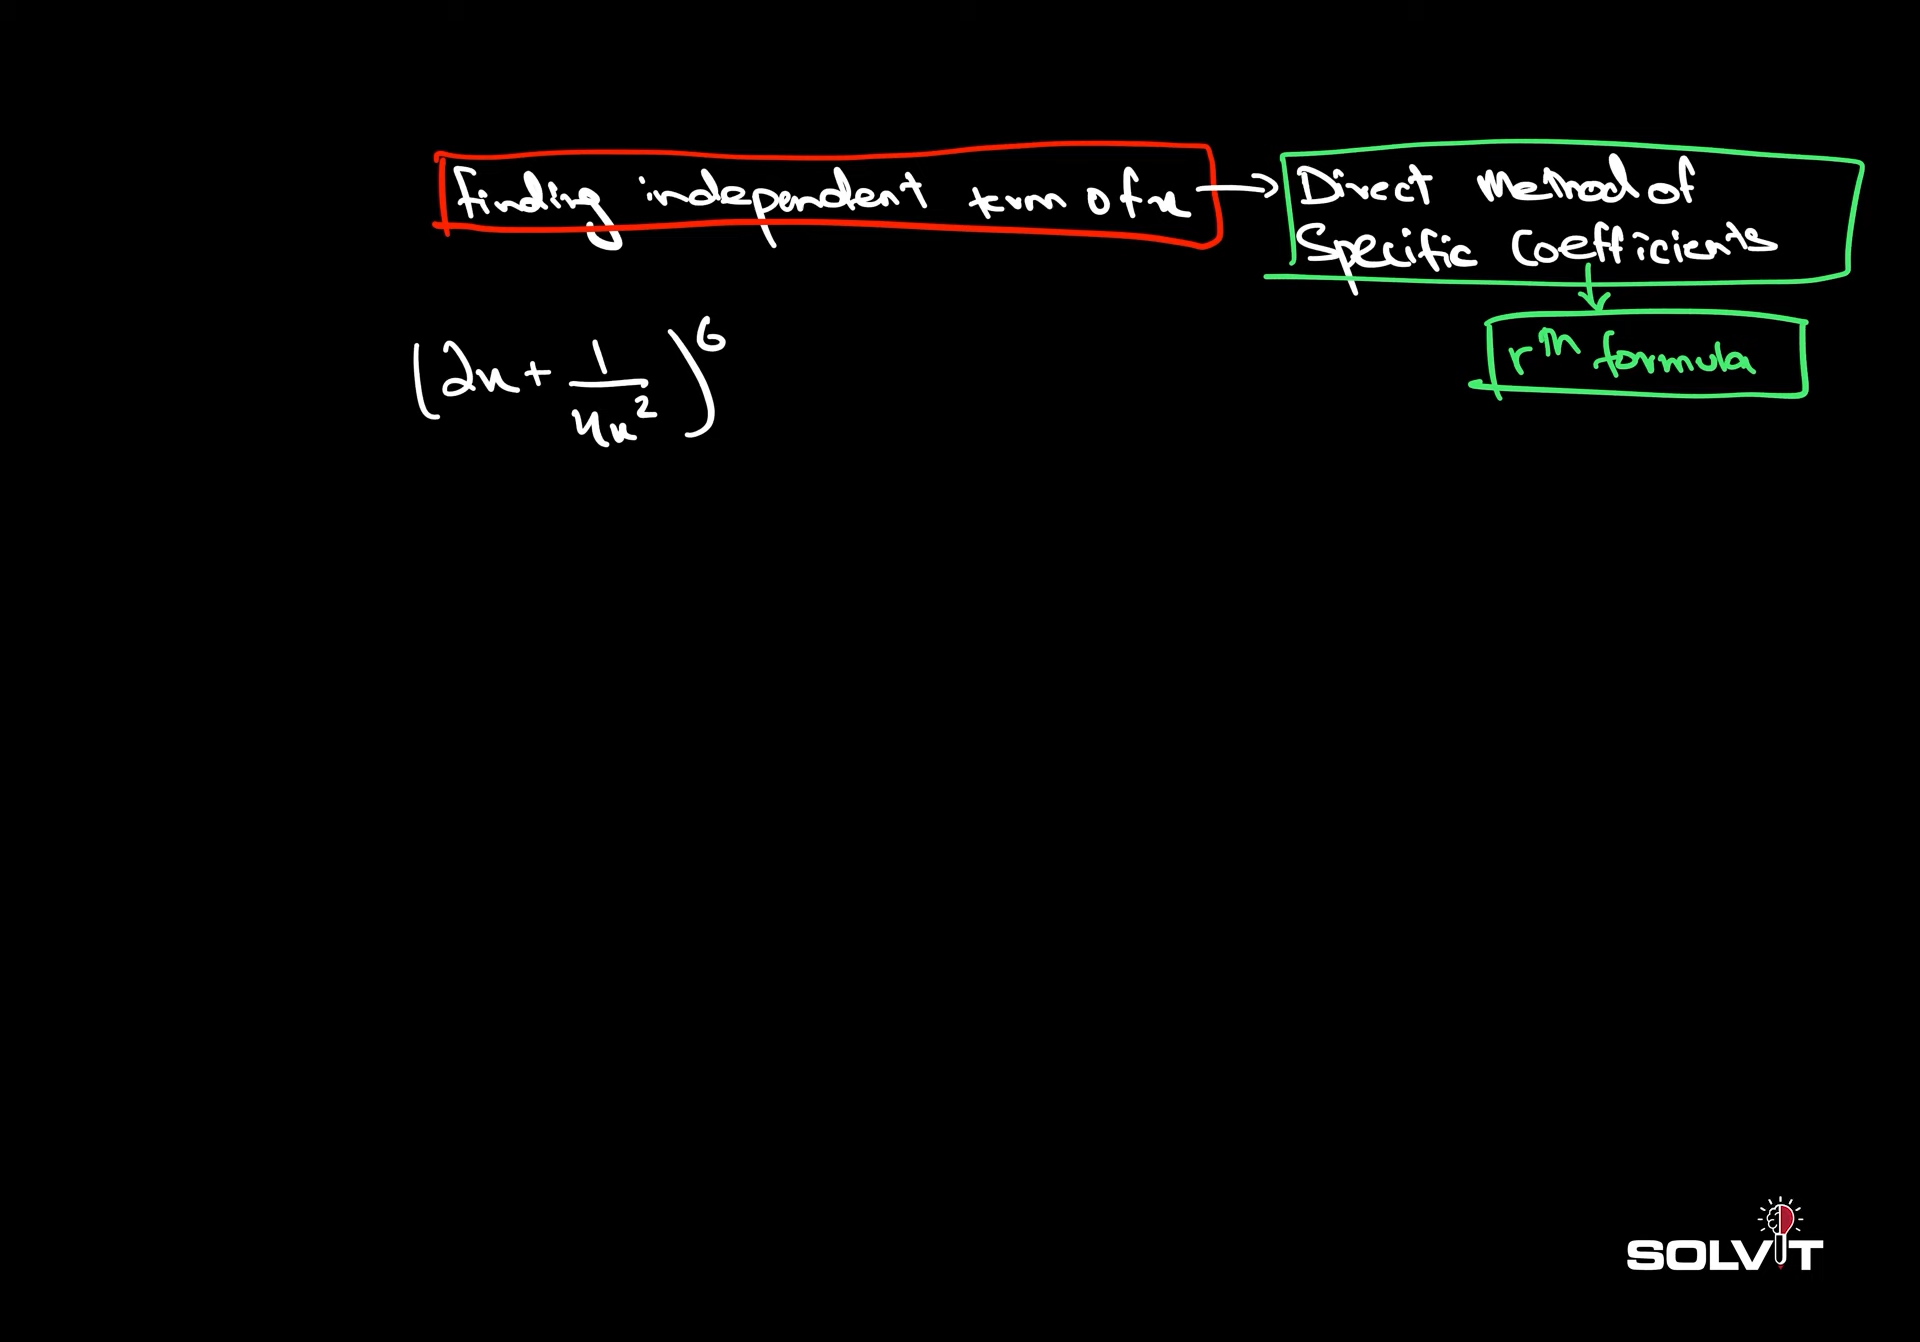 Finding independent term of x → Direct Method of
Specific Coefficients
↓
rth formula
(2x + 1/4x²)⁶
SOLVIT